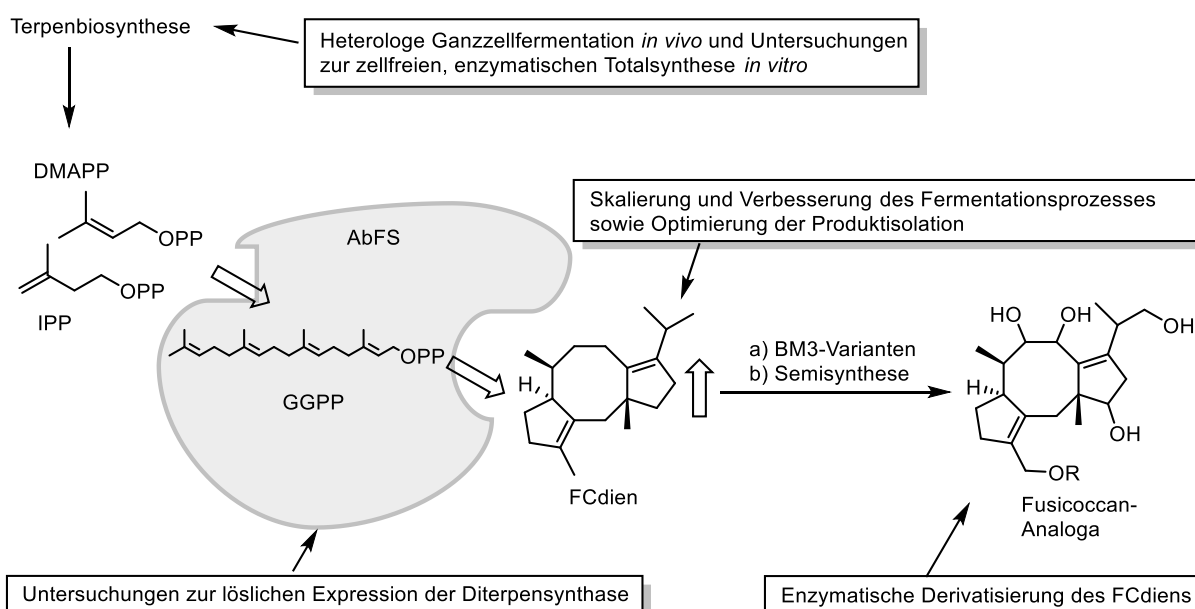 Terpenbiosynthese
Heterologe Ganzzellfermentation in vivo und Untersuchungen
zur zellfreien, enzymatischen Totalsynthese in vitro
DMAPP
OPP
OPP
IPP
AbFS
OPP
GGPP
Skalierung und Verbesserung des Fermentationsprozesses
sowie Optimierung der Produktisolation
H
FCdien
a) BM3-Varianten
b) Semisynthese
HO
OH
OH
H
OH
OR
Fusicoccan-
Analoga
Untersuchungen zur löslichen Expression der Diterpensynthase
Enzymatische Derivatisierung des FCdiens